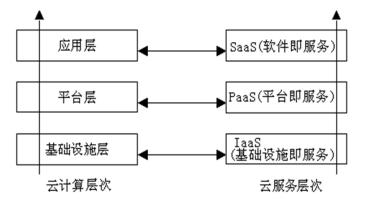 应用层
SaaS(软件即服务)
平台层
PaaS(平台即服务)
基础设施层
IaaS
(基础设施即服务)
云计算层次
云服务层次